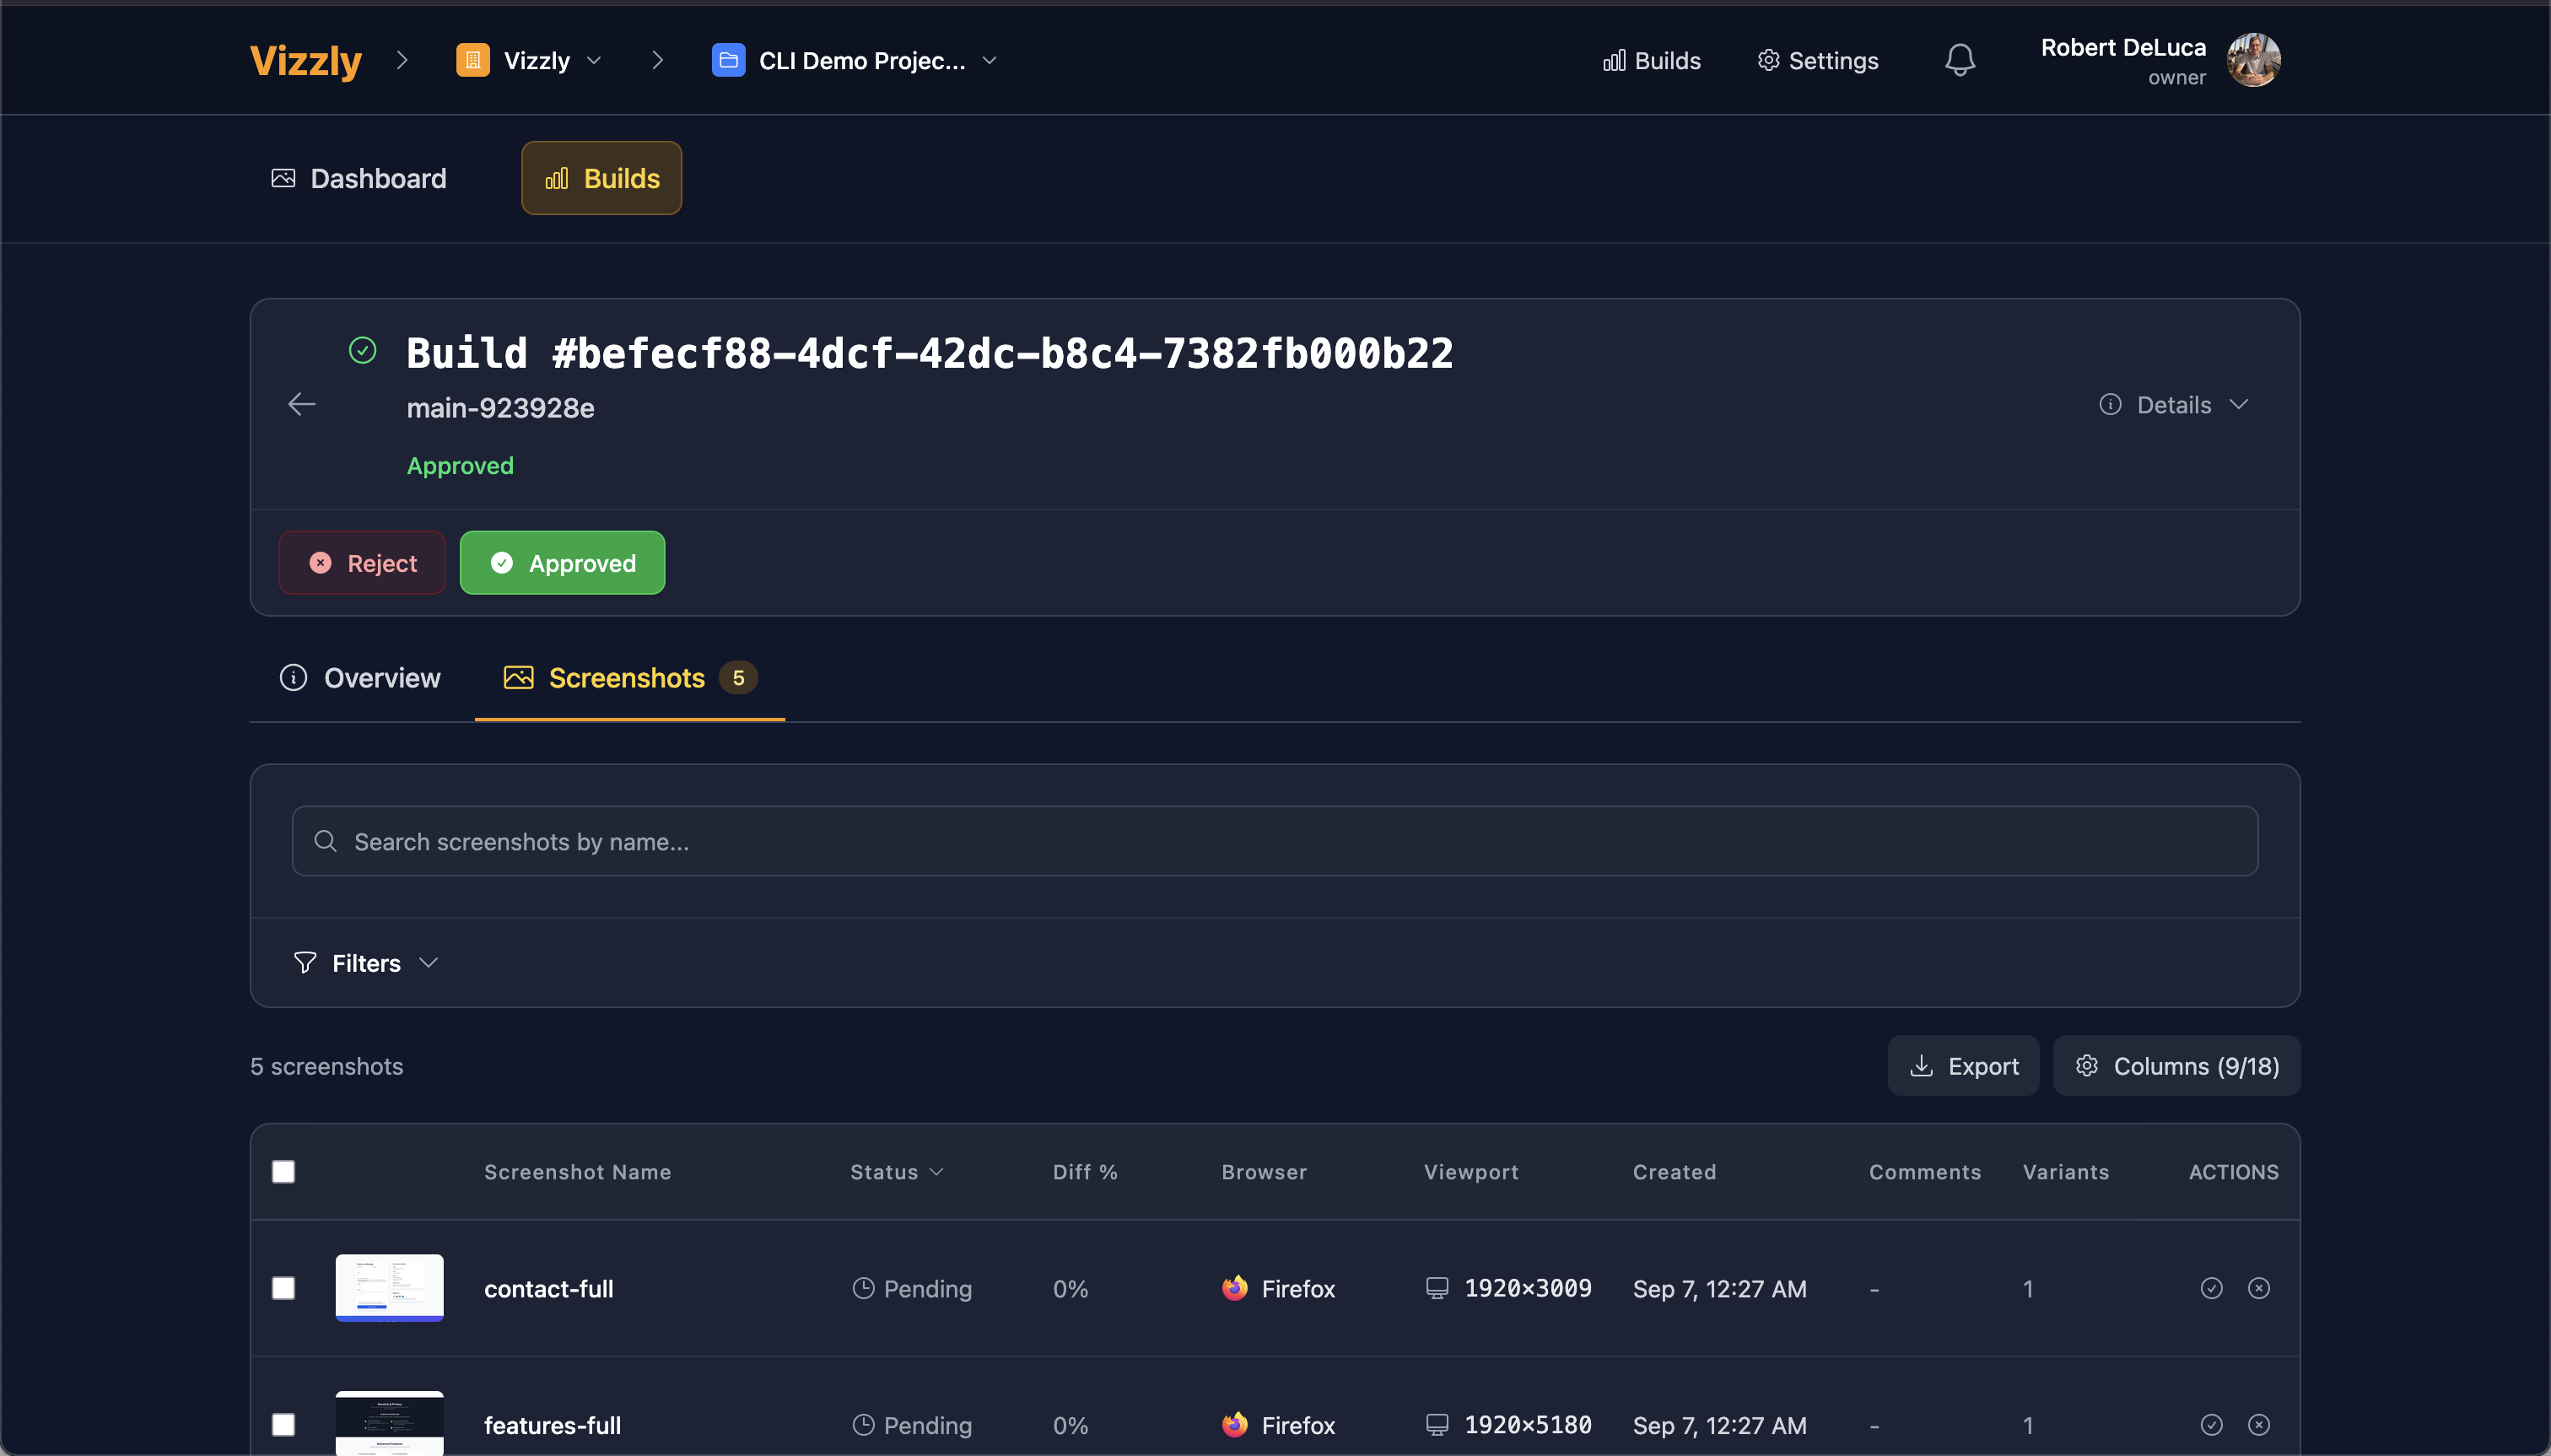 Vizzly
Vizzly
CLI Demo Projec...
Builds
Settings
Robert DeLuca
owner
Dashboard
Builds
Build #befecf88-4dcf-42dc-b8c4-7382fb000b22
main-923928e
Approved
Details
Reject
Approved
Overview
Screenshots 5
Search screenshots by name...
Filters
5 screenshots
Export
Columns (9/18)
Screenshot Name Status Diff % Browser Viewport Created Comments Variants ACTIONS
contact-full Pending 0% Firefox 1920×3009 Sep 7, 12:27 AM - 1
features-full Pending 0% Firefox 1920×5180 Sep 7, 12:27 AM - 1